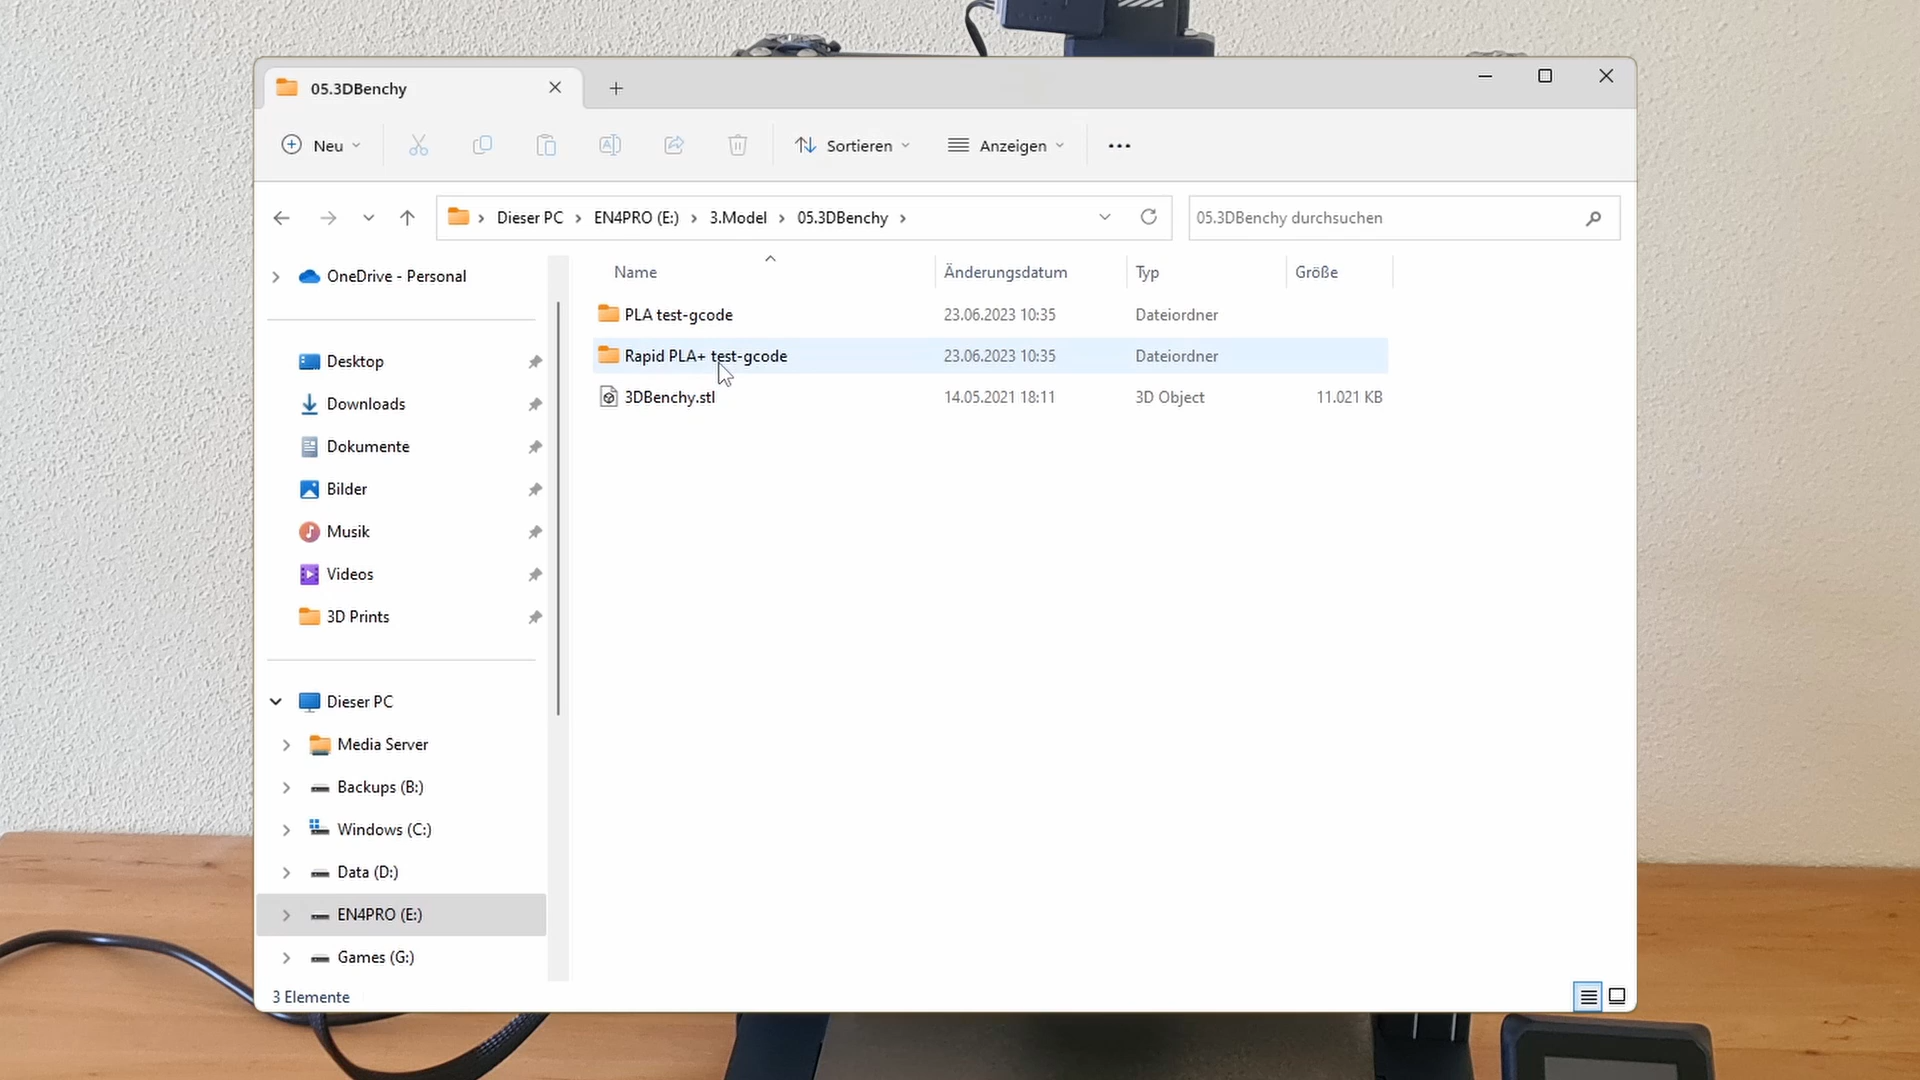 05.3DBenchy
Neu
Sortieren
Anzeigen
Dieser PC
EN4PRO (E:)
3.Model
05.3DBenchy
05.3DBenchy durchsuchen
OneDrive - Personal
Desktop
Downloads
Dokumente
Bilder
Musik
Videos
3D Prints
Dieser PC
Media Server
Backups (B:)
Windows (C:)
Data (D:)
EN4PRO (E:)
Games (G:)
Name Änderungsdatum Typ Größe
PLA test-gcode 23.06.2023 10:35 Dateiordner
Rapid PLA+ test-gcode 23.06.2023 10:35 Dateiordner
3DBenchy.stl 14.05.2021 18:11 3D Object 11.021 KB
3 Elemente